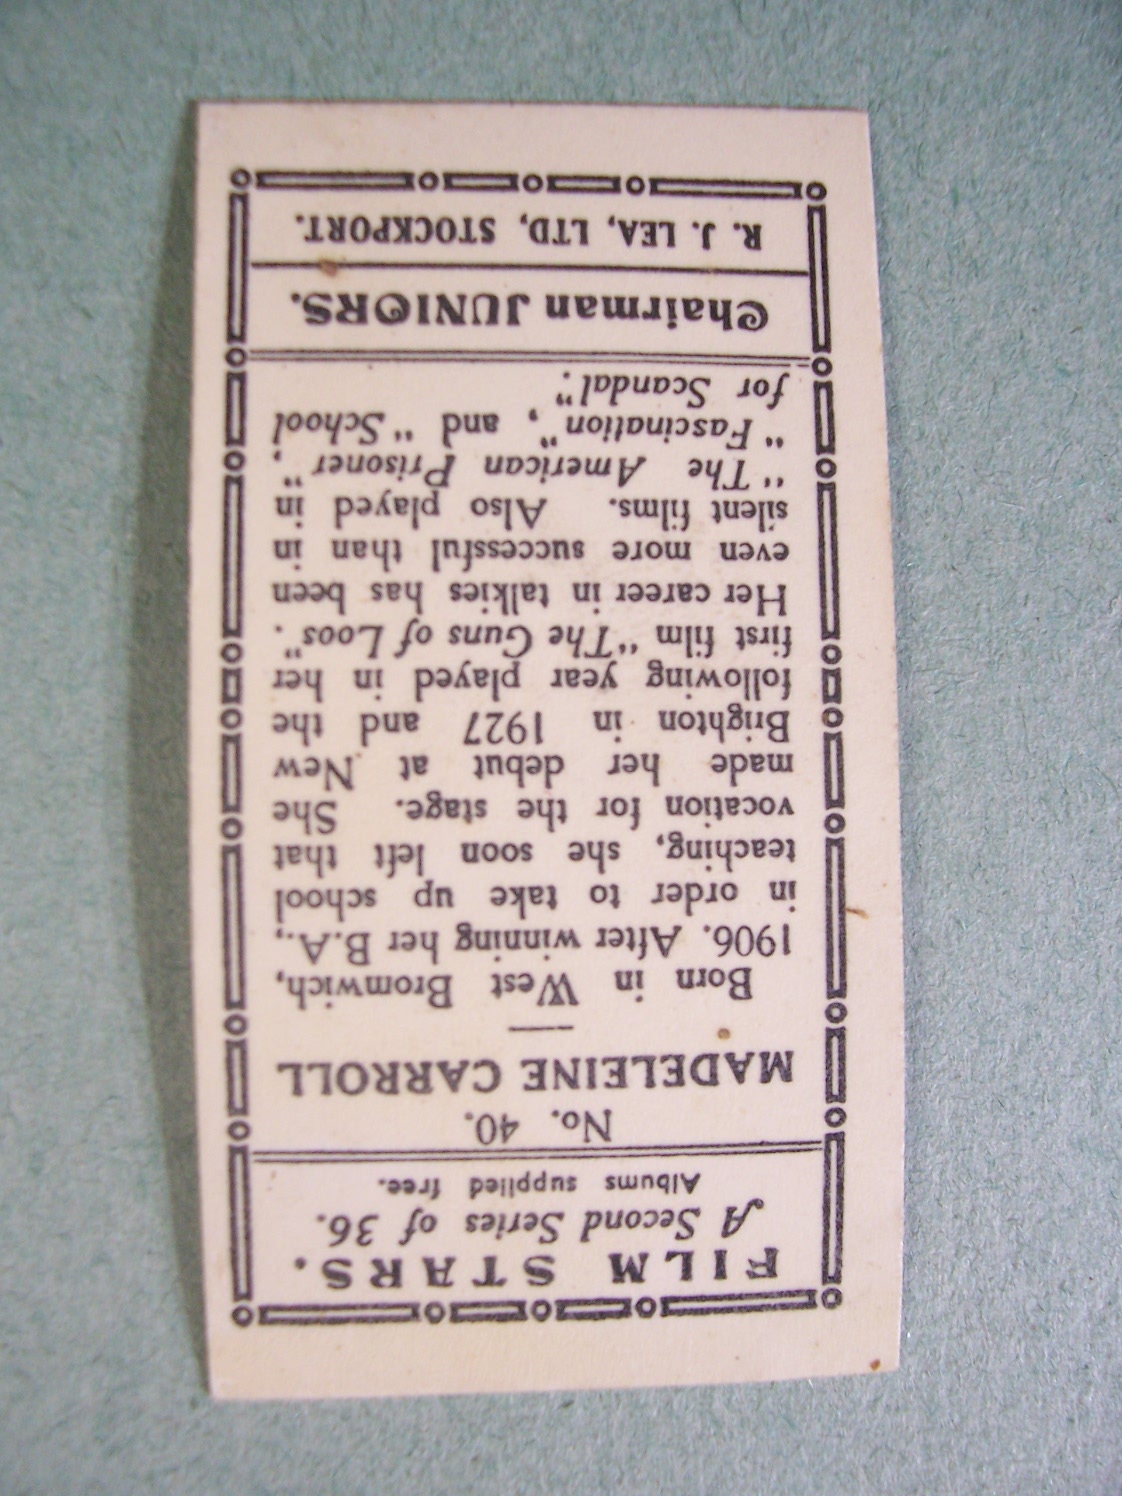 FILM STARS.
A Second Series of 36.
Albums supplied free.
No. 40.
MADELEINE CARROLL
Born in West Bromwich,
1906. After winning her B.A.,
in order to take up school
teaching, she soon left that
vocation for the stage. She
made her debut at New
Brighton in 1927 and the
following year played in her
first film "The Guns of Loos".
Her career in talkies has been
even more successful than in
silent films. Also played in
"The American Prisoner",
"Fascination", and "School
for Scandal".
Chairman JUNIORS.
R. J. LEA, LTD, STOCKPORT.